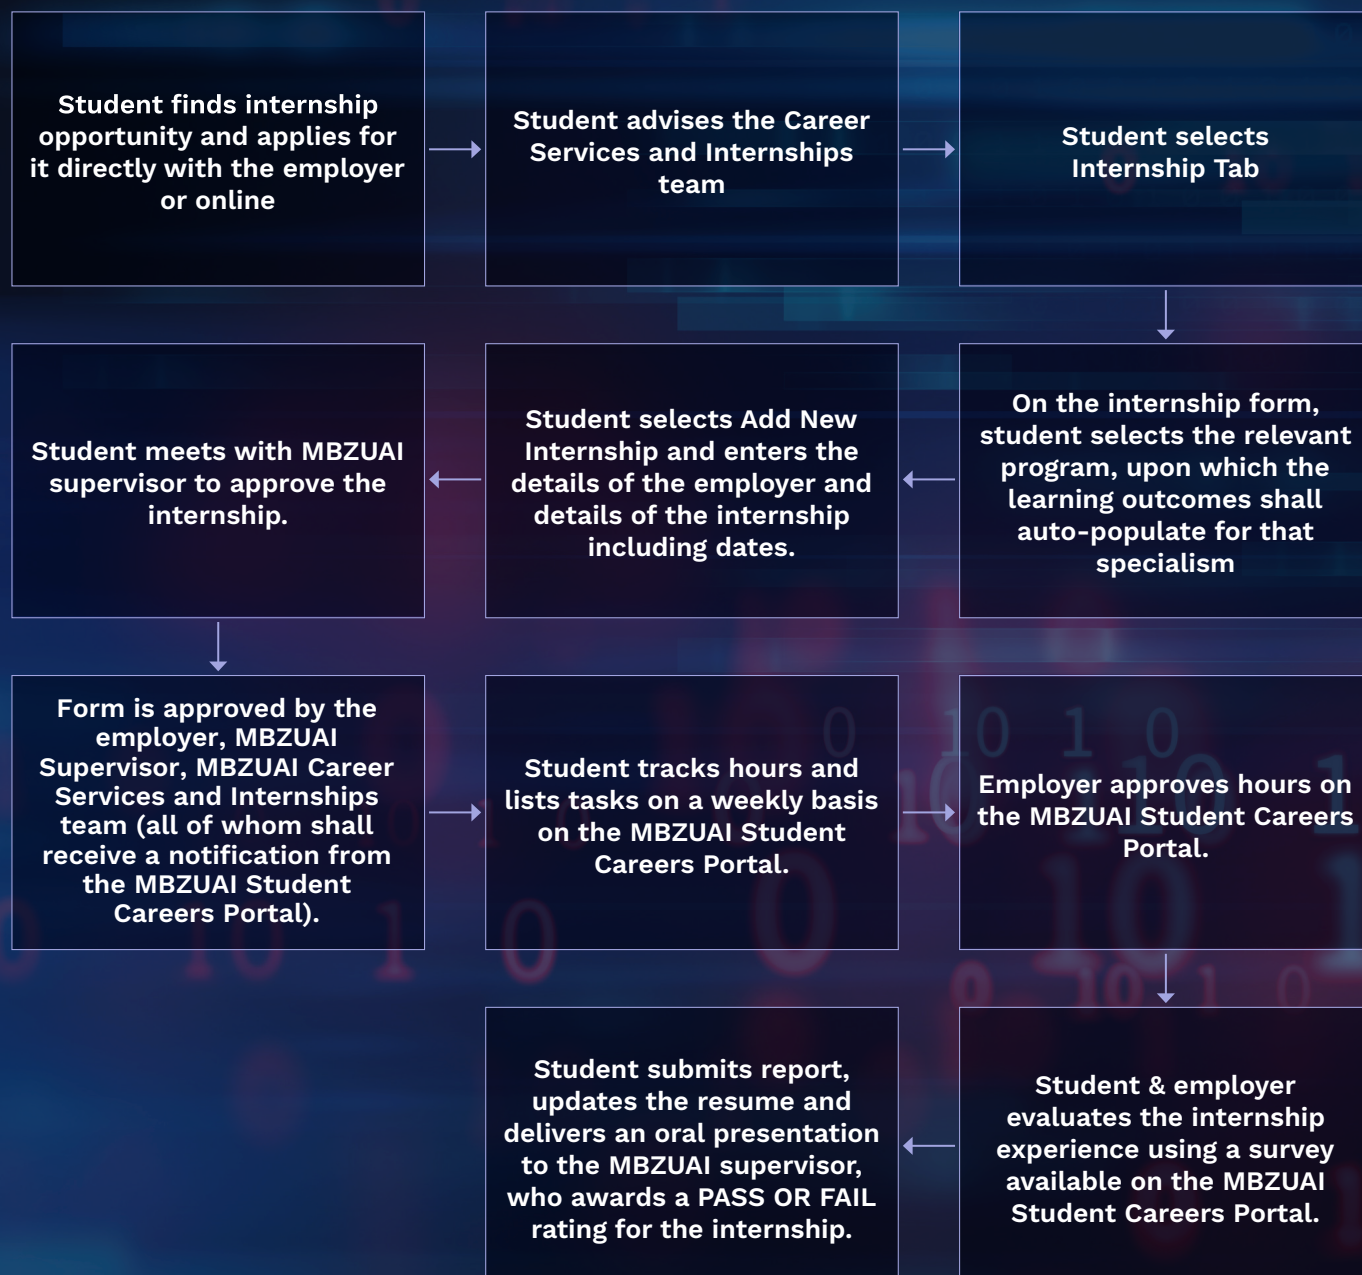 Student finds internship
opportunity and applies for
it directly with the employer
or online
Student advises the Career
Services and Internships
team
Student selects
Internship Tab
On the internship form,
student selects the relevant
program, upon which the
learning outcomes shall
auto-populate for that
specialism
Student selects Add New
Internship and enters the
details of the employer and
details of the internship
including dates.
Student meets with MBZUAI
supervisor to approve the
internship.
Form is approved by the
employer, MBZUAI
Supervisor, MBZUAI Career
Services and Internships
team (all of whom shall
receive a notification from
the MBZUAI Student
Careers Portal).
Student tracks hours and
lists tasks on a weekly basis
on the MBZUAI Student
Careers Portal.
Employer approves hours on
the MBZUAI Student Careers
Portal.
Student & employer
evaluates the internship
experience using a survey
available on the MBZUAI
Student Careers Portal.
Student submits report,
updates the resume and
delivers an oral presentation
to the MBZUAI supervisor,
who awards a PASS OR FAIL
rating for the internship.